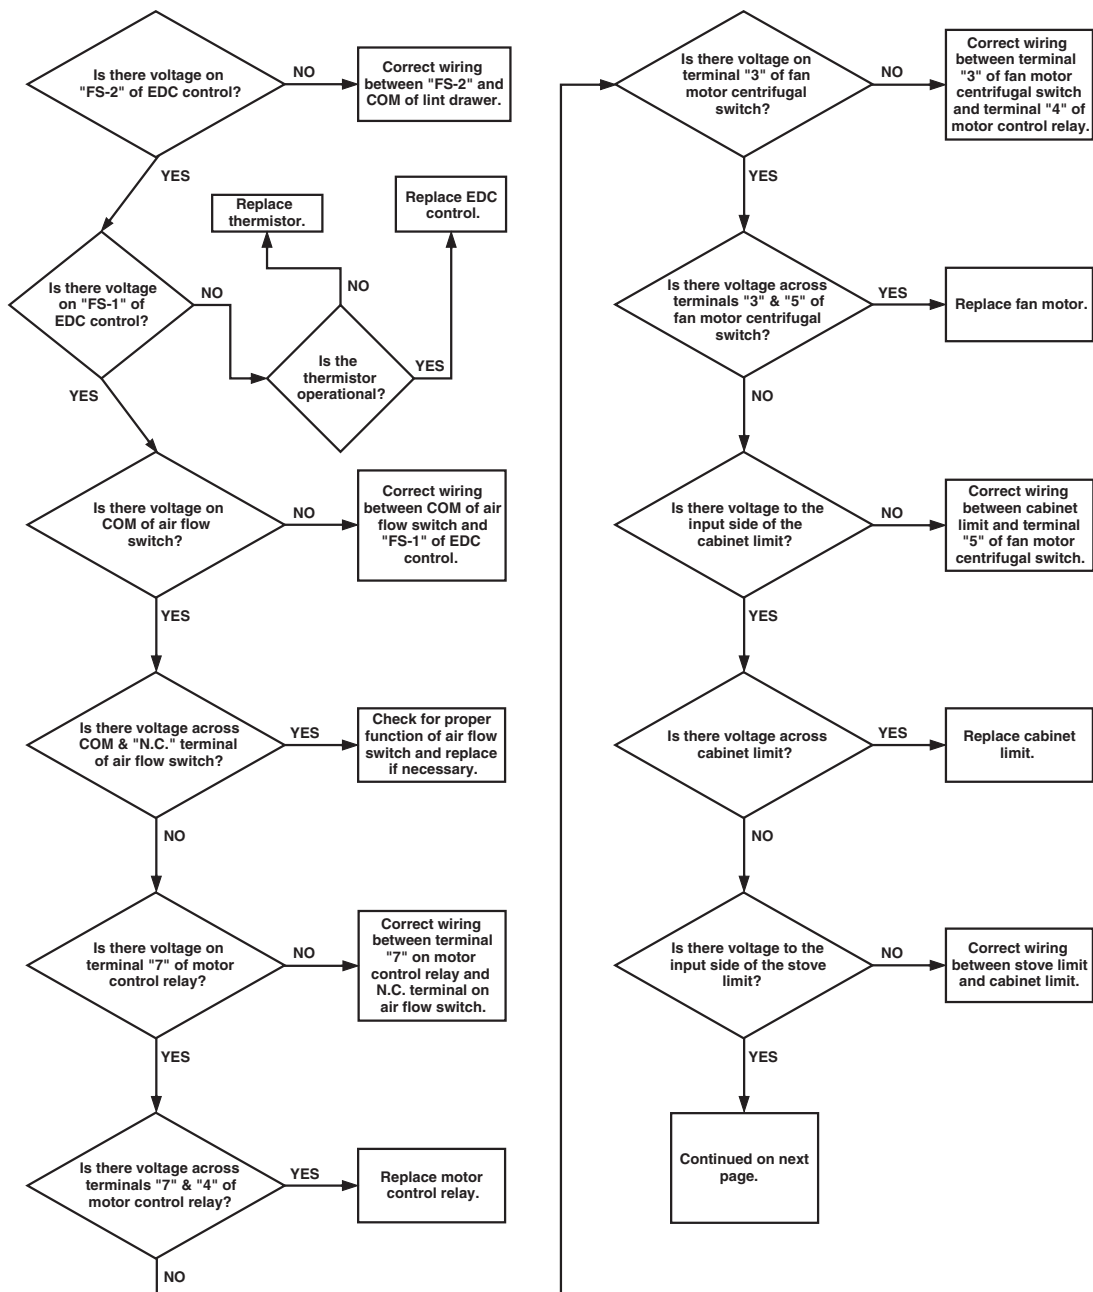 Is there voltage on
"FS-2" of EDC control?
NO
Correct wiring
between "FS-2" and
COM of lint drawer.
YES
Replace
thermistor.
Replace EDC
control.
Is there voltage
on "FS-1" of
EDC control?
NO
NO
Is the
thermistor
operational?
YES
YES
Is there voltage on
COM of air flow
switch?
NO
Correct wiring
between COM of air
flow switch and
"FS-1" of EDC
control.
YES
Is there voltage across
COM & "N.C." terminal
of air flow switch?
YES
Check for proper
function of air flow
switch and replace
if necessary.
NO
Is there voltage on
terminal "7" of motor
control relay?
NO
Correct wiring
between terminal
"7" on motor
control relay and
N.C. terminal on
air flow switch.
YES
Is there voltage across
terminals "7" & "4" of
motor control relay?
YES
Replace motor
control relay.
NO
Is there voltage on
terminal "3" of fan
motor centrifugal
switch?
NO
Correct wiring
between terminal
"3" of fan motor
centrifugal switch
and terminal "4" of
motor control relay.
YES
Is there voltage across
terminals "3" & "5" of
fan motor centrifugal
switch?
YES
Replace fan motor.
NO
Is there voltage to the
input side of the
cabinet limit?
NO
Correct wiring
between cabinet
limit and terminal
"5" of fan motor
centrifugal switch.
YES
Is there voltage across
cabinet limit?
YES
Replace cabinet
limit.
NO
Is there voltage to the
input side of the stove
limit?
NO
Correct wiring
between stove limit
and cabinet limit.
YES
Continued on next
page.